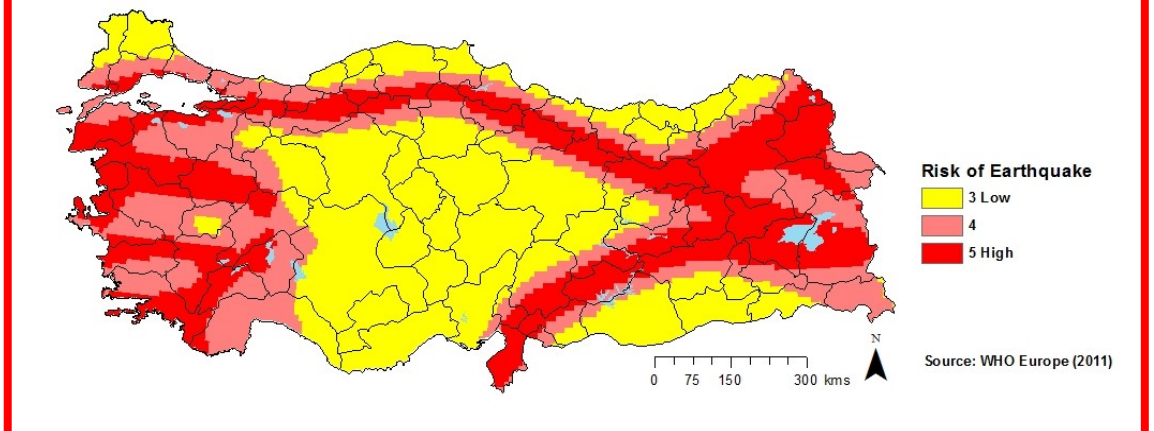 Risk of Earthquake
3 Low
4
5 High
N
0 75 150 300 kms
Source: WHO Europe (2011)